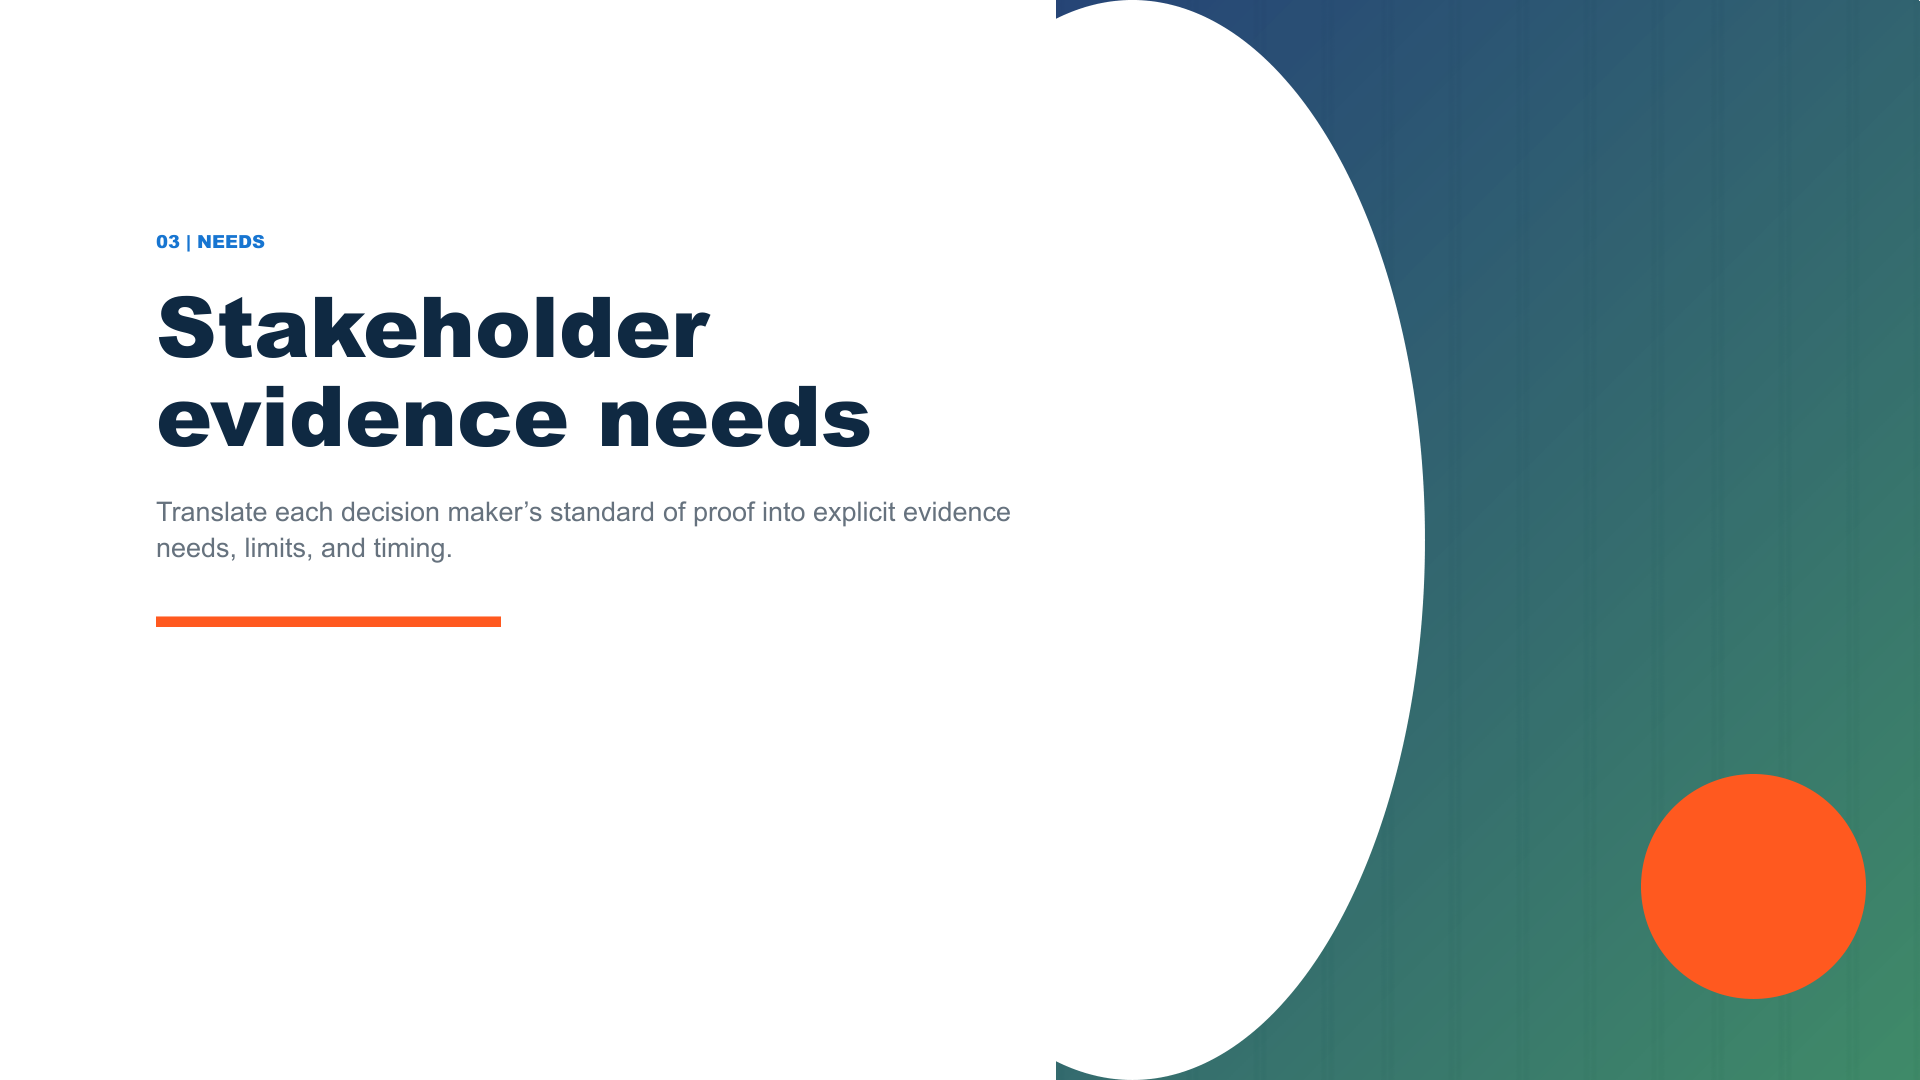 03 | NEEDS
Stakeholder
evidence needs
Translate each decision maker’s standard of proof into explicit evidence
needs, limits, and timing.